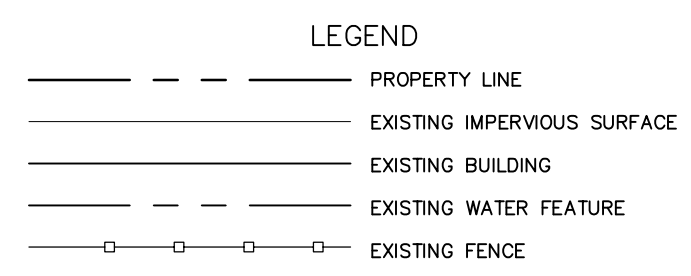 LEGEND
PROPERTY LINE
EXISTING IMPERVIOUS SURFACE
EXISTING BUILDING
EXISTING WATER FEATURE
EXISTING FENCE